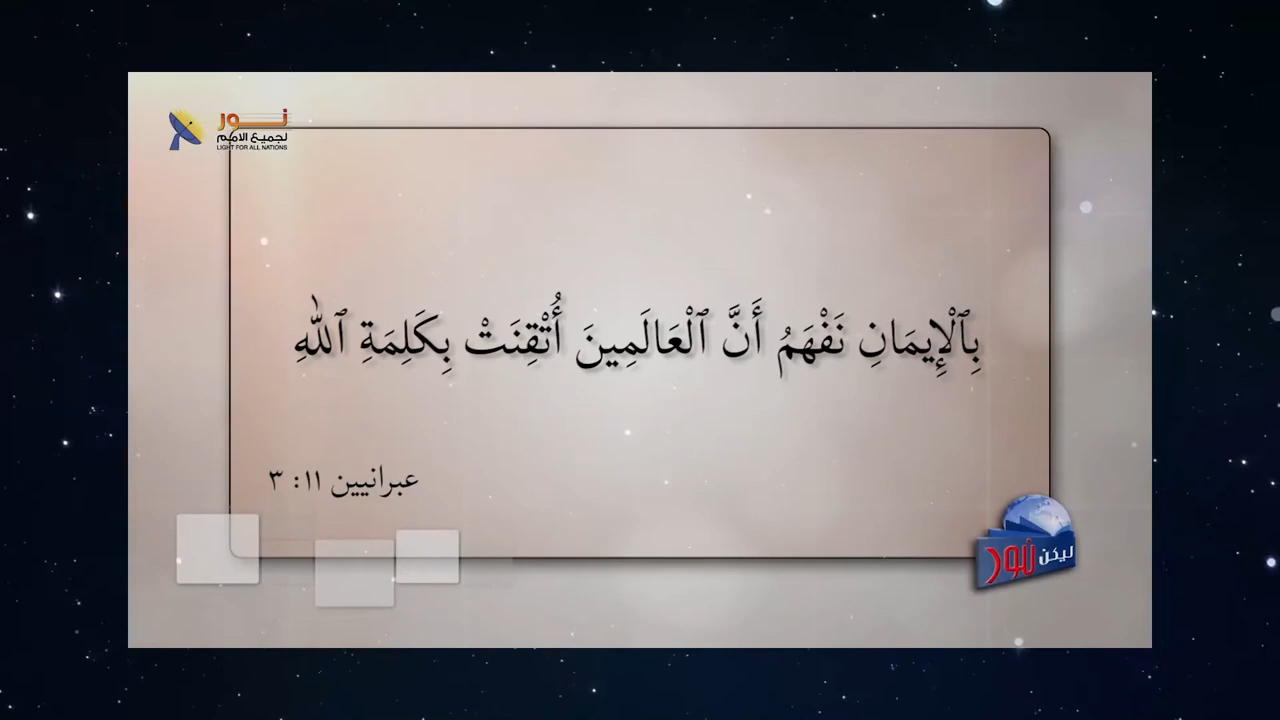 نور
لجميع الامم
LIGHT FOR ALL NATIONS
بِٱلْإِيمَانِ نَفْهَمُ أَنَّ ٱلْعَالَمِينَ أُتْقِنَتْ بِكَلِمَةِ ٱللهِ
عبرانيين ١١: ٣
ليكن نور